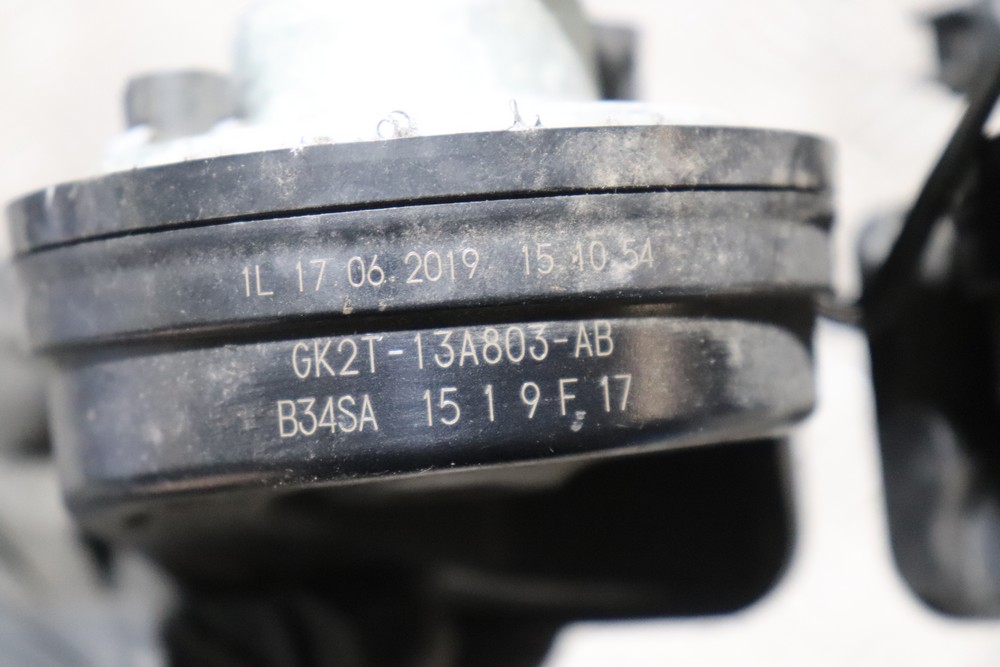 1L 17 06 2019 15 10 54
GK2T-13A803-AB
B34SA 15 1 9 F 17